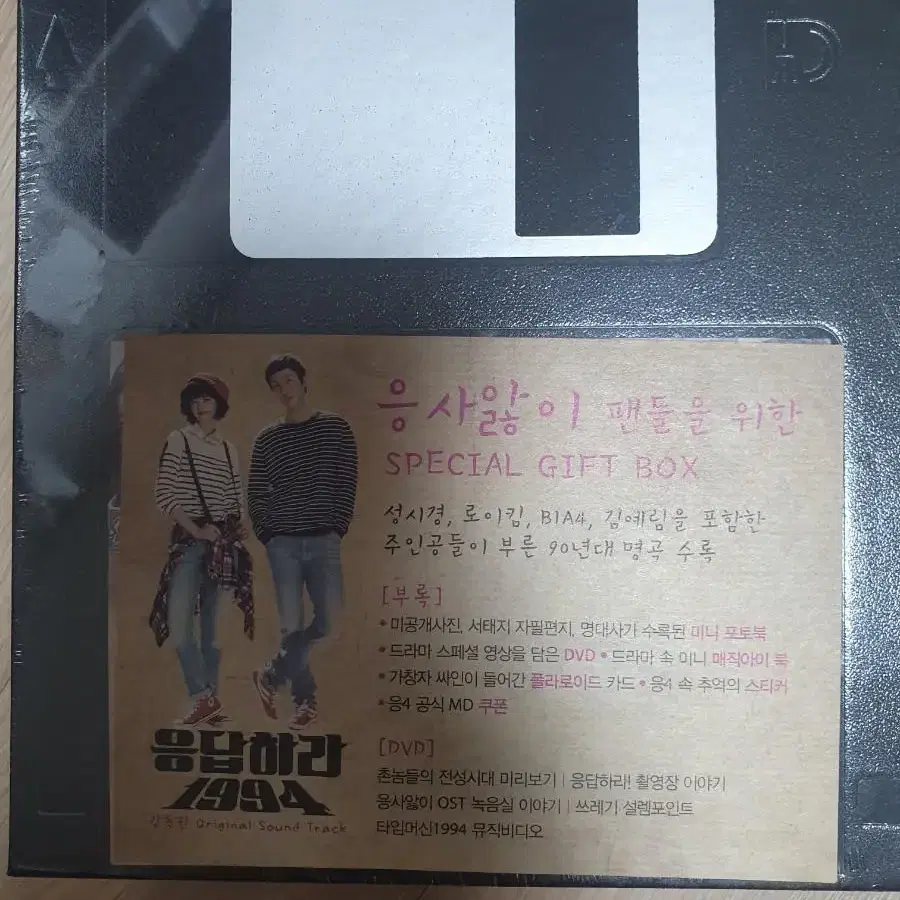 HD
응사앓이 팬들을 위한
SPECIAL GIFT BOX
성시경, 로이킴, B1A4, 김예림을 포함한
주인공들이 부른 90년대 명곡 수록
[부록]
• 미공개사진, 서태지 자필편지, 명대사가 수록된 미니 포토북
• 드라마 스페셜 영상을 담은 DVD • 드라마 속 미니 매직아이 북
• 가창자 싸인이 들어간 폴라로이드 카드 • 응4 속 추억의 스티커
• 응4 공식 MD 쿠폰
[DVD]
촌놈들의 전성시대 미리보기 | 응답하라! 촬영장 이야기
응사앓이 OST 녹음실 이야기 | 쓰레기 설렘포인트
타임머신1994 뮤직비디오
응답하라
1994
감독판 Original Sound Track